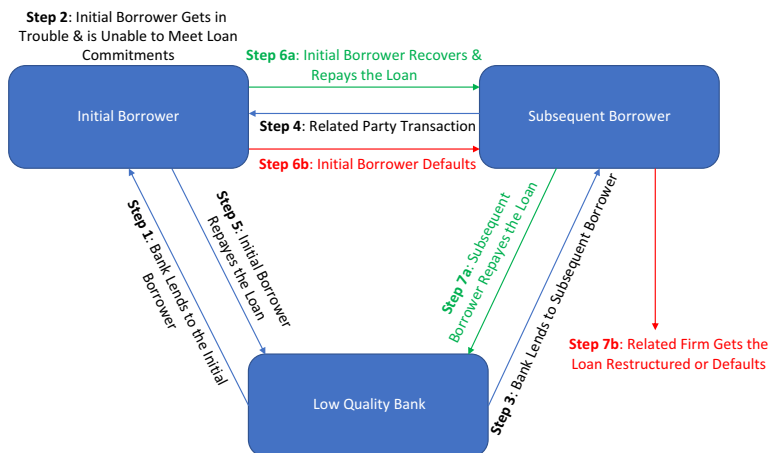 Step 2: Initial Borrower Gets in
Trouble & is Unable to Meet Loan
Commitments
Step 6a: Initial Borrower Recovers &
Repays the Loan
Initial Borrower
Subsequent Borrower
Step 4: Related Party Transaction
Step 6b: Initial Borrower Defaults
Step 1: Bank Lends to the Initial
Borrower
Step 5: Initial Borrower
Repayes the Loan
Step 7a: Subsequent
Borrower Repayes the Loan
Step 3: Bank Lends to Subsequent Borrower
Step 7b: Related Firm Gets the
Loan Restructured or Defaults
Low Quality Bank